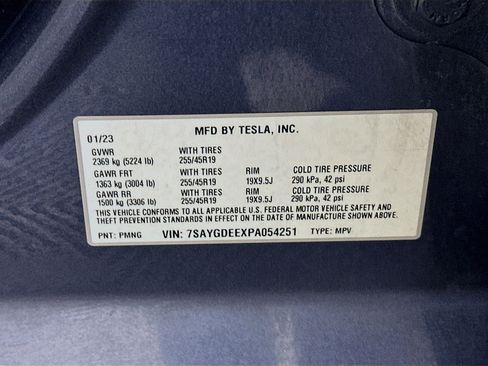 MFD BY TESLA, INC.
01/23
GVWR WITH TIRES
2369 kg (5224 lb) 255/45R19
GAWR FRT WITH TIRES RIM COLD TIRE PRESSURE
1363 kg (3004 lb) 255/45R19 19X9.5J 290 kPa, 42 psi
GAWR RR WITH TIRES RIM COLD TIRE PRESSURE
1500 kg (3306 lb) 255/45R19 19X9.5J 290 kPa, 42 psi
THIS VEHICLE CONFORMS TO ALL APPLICABLE U.S. FEDERAL MOTOR VEHICLE SAFETY AND
THEFT PREVENTION STANDARDS IN EFFECT ON THE DATE OF MANUFACTURE SHOWN ABOVE.
PNT: PMNG VIN: 7SAYGDEEXPA054251 TYPE: MPV